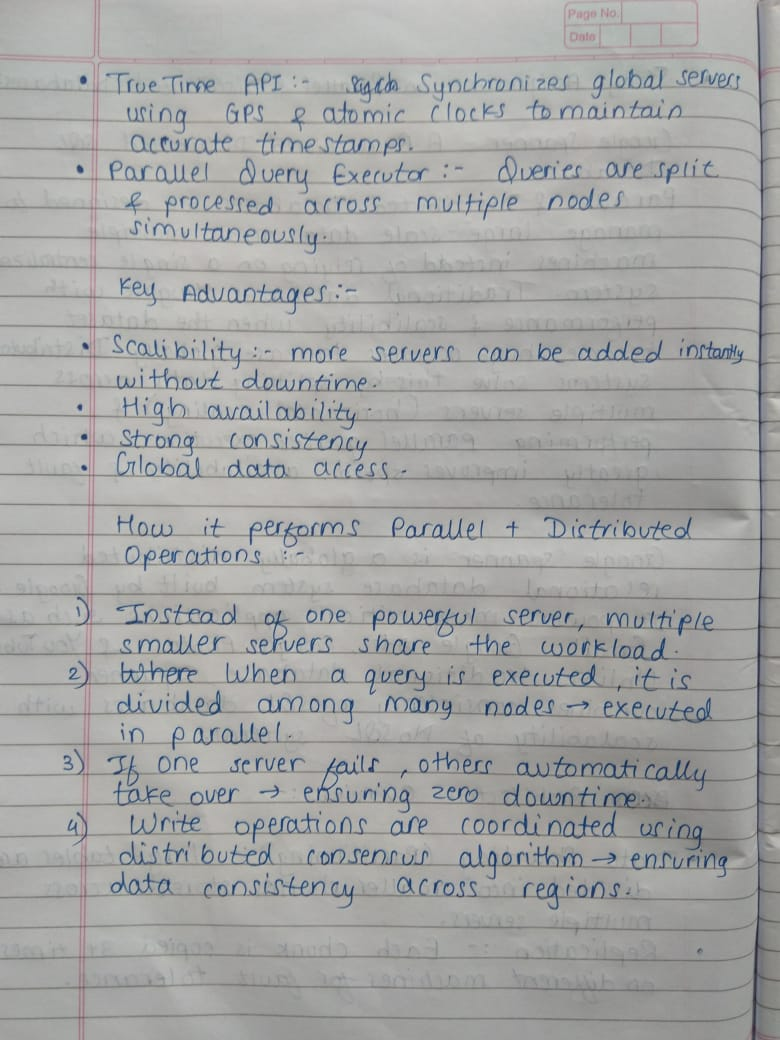 Page No.
Date
• True Time API :- Synchronizes global servers
using GPS & atomic clocks to maintain
accurate timestamps.
• Parallel Query Executor :- Queries are split
& processed across multiple nodes
simultaneously.
Key Advantages :-
• Scalibility :- more servers can be added instantly
without downtime.
• High availability.
• Strong consistency
• Global data access.
How it performs Parallel + Distributed
Operations :-
1) Instead of one powerful server, multiple
smaller servers share the workload.
2) Where When a query is executed, it is
divided among many nodes → executed
in parallel.
3) If one server fails, others automatically
take over → ensuring zero downtime.
4) Write operations are coordinated using
distributed consensus algorithm → ensuring
data consistency across regions.